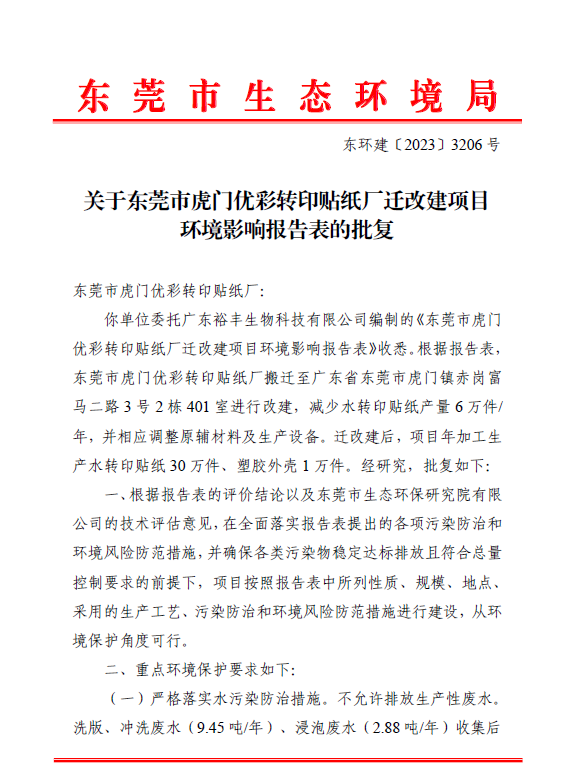 东莞市生态环境局
东环建〔2023〕3206号
关于东莞市虎门优彩转印贴纸厂迁改建项目
环境影响报告表的批复
东莞市虎门优彩转印贴纸厂：
你单位委托广东裕丰生物科技有限公司编制的《东莞市虎门
优彩转印贴纸厂迁改建项目环境影响报告表》收悉。根据报告表，
东莞市虎门优彩转印贴纸厂搬迁至广东省东莞市虎门镇赤岗富
马二路3号2栋401室进行改建，减少水转印贴纸产量6万件/
年，并相应调整原辅材料及生产设备。迁改建后，项目年加工生
产水转印贴纸30万件、塑胶外壳1万件。经研究，批复如下：
一、根据报告表的评价结论以及东莞市生态环保研究院有限
公司的技术评估意见，在全面落实报告表提出的各项污染防治和
环境风险防范措施，并确保各类污染物稳定达标排放且符合总量
控制要求的前提下，项目按照报告表中所列性质、规模、地点、
采用的生产工艺、污染防治和环境风险防范措施进行建设，从环
境保护角度可行。
二、重点环境保护要求如下：
（一）严格落实水污染防治措施。不允许排放生产性废水。
洗版、冲洗废水（9.45吨/年）、浸泡废水（2.88吨/年）收集后